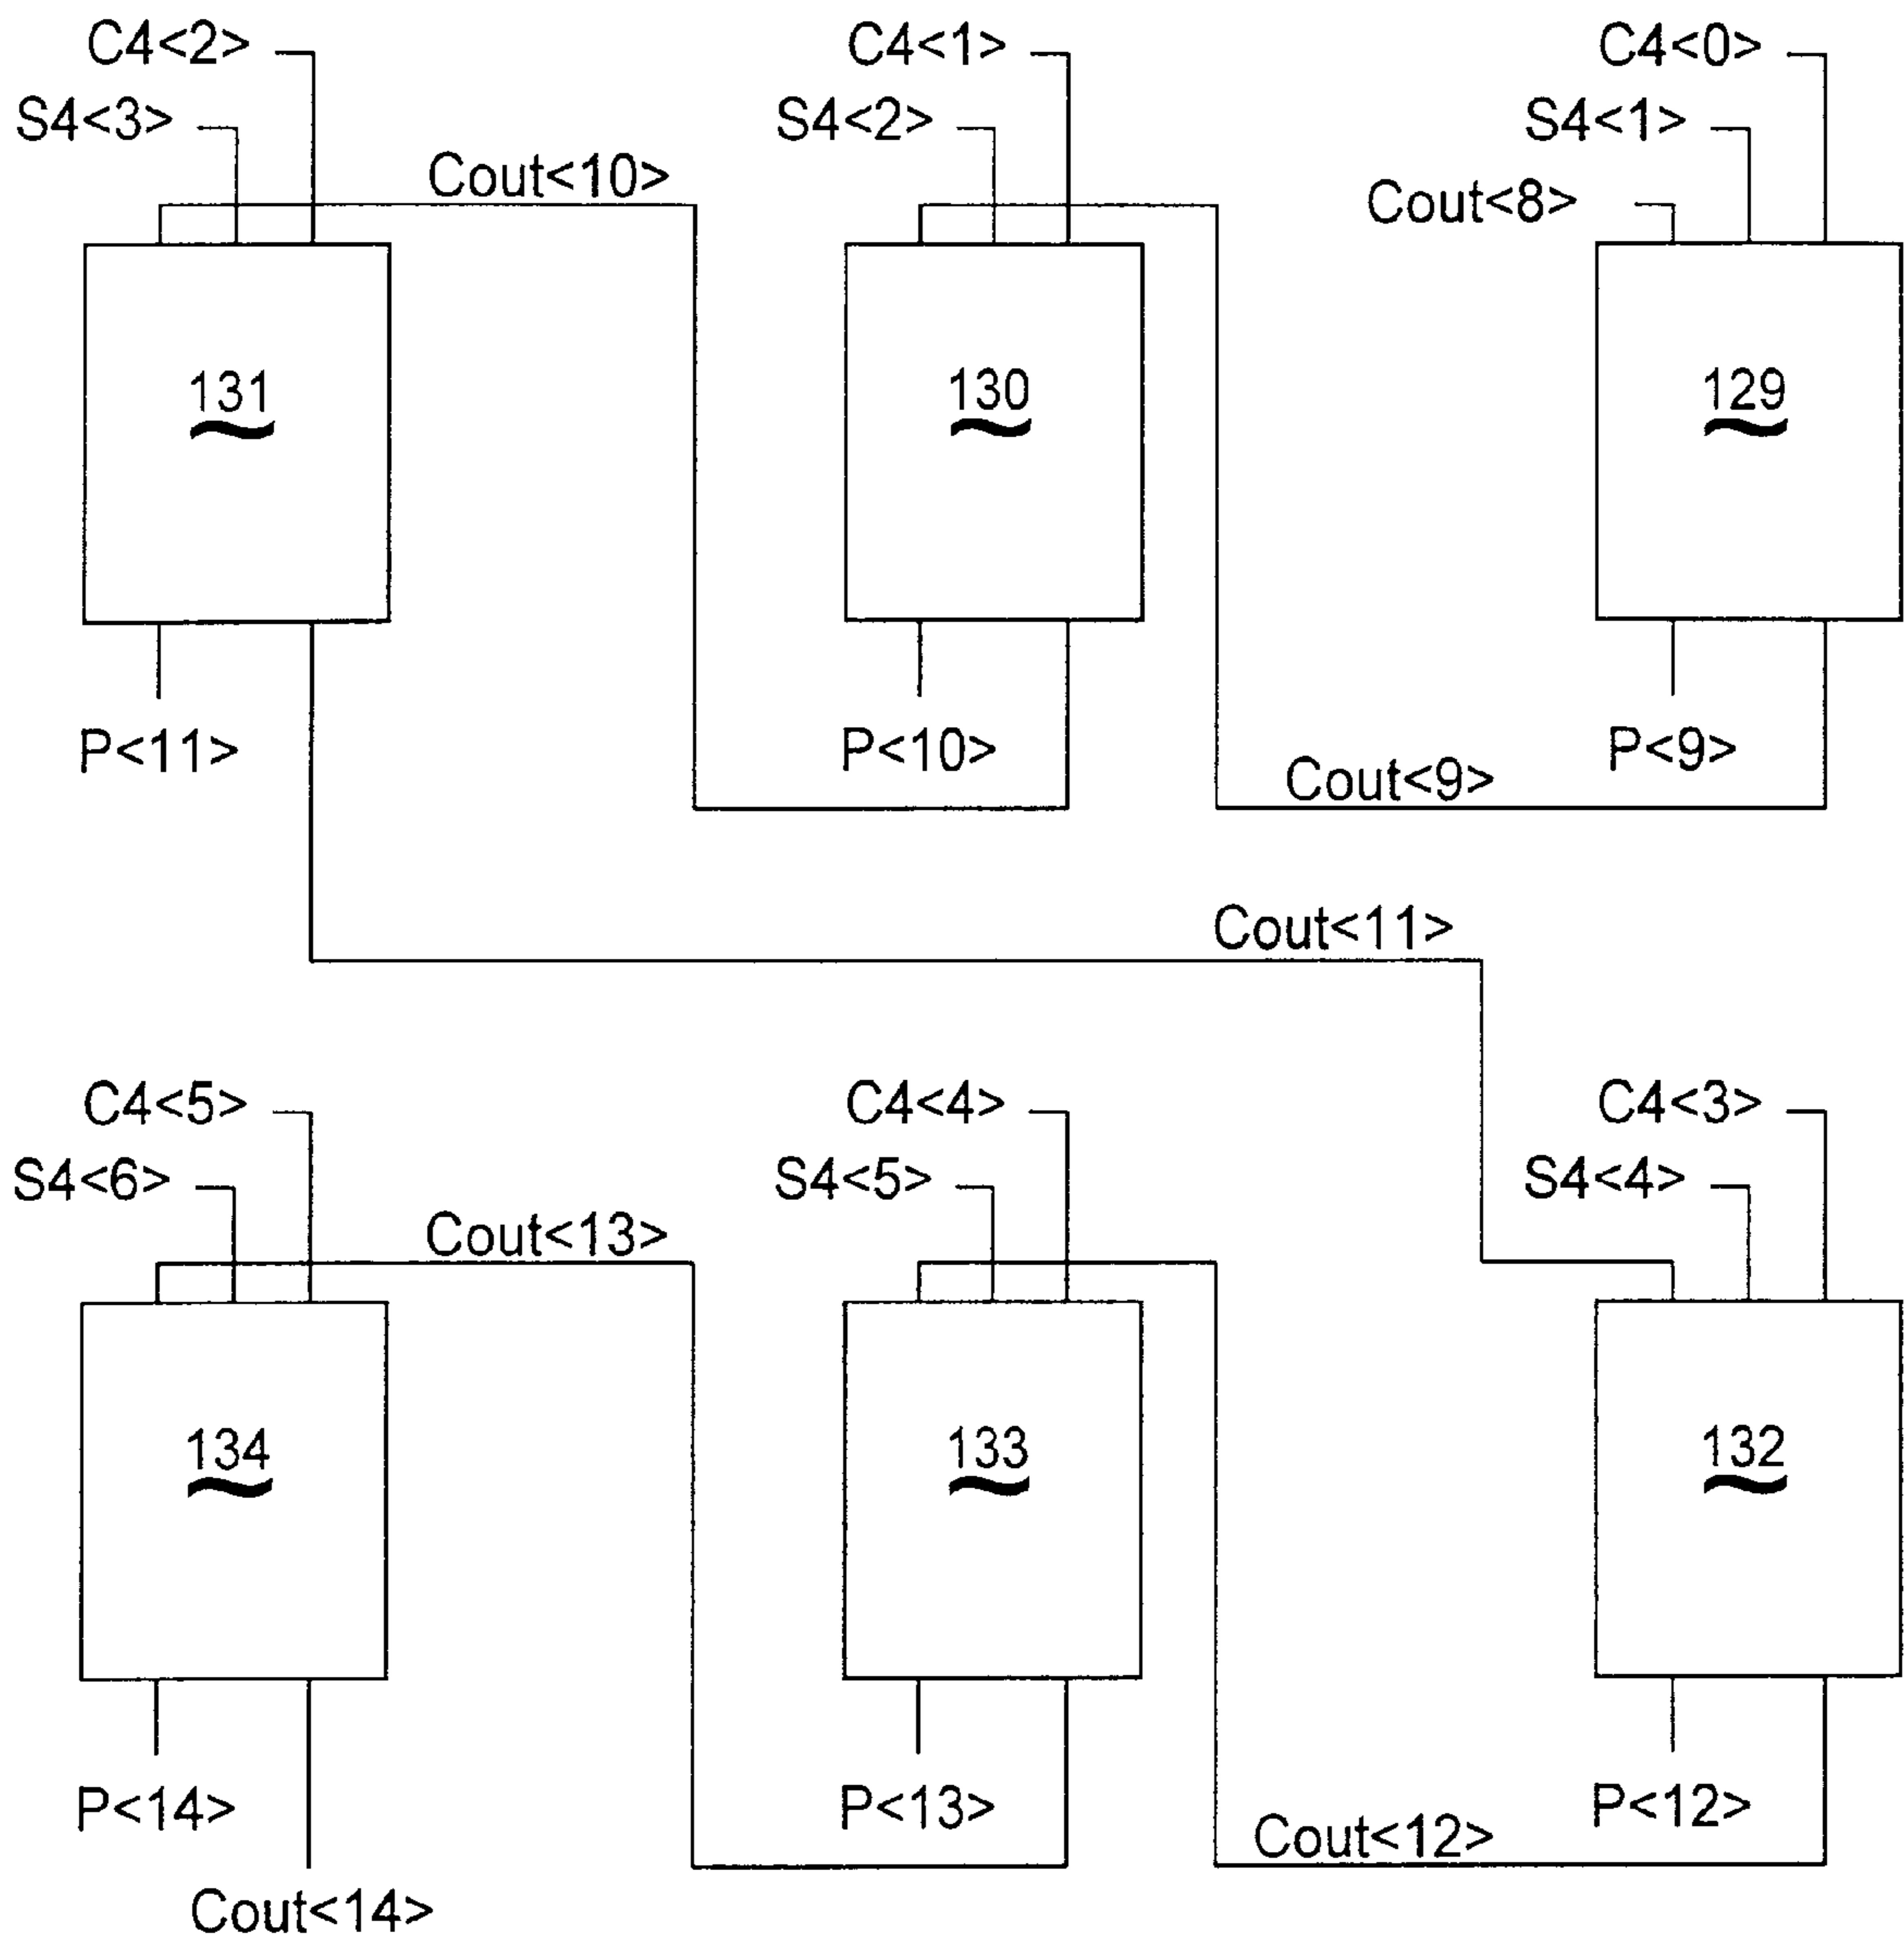 C4<2> C4<1> C4<0>
S4<3> S4<2> S4<1>
Cout<10> Cout<8>
131 130 129
P<11> P<10> P<9>
Cout<9>
Cout<11>
C4<5> C4<4> C4<3>
S4<6> S4<5> S4<4>
Cout<13>
134 133 132
P<14> P<13> P<12>
Cout<12>
Cout<14>